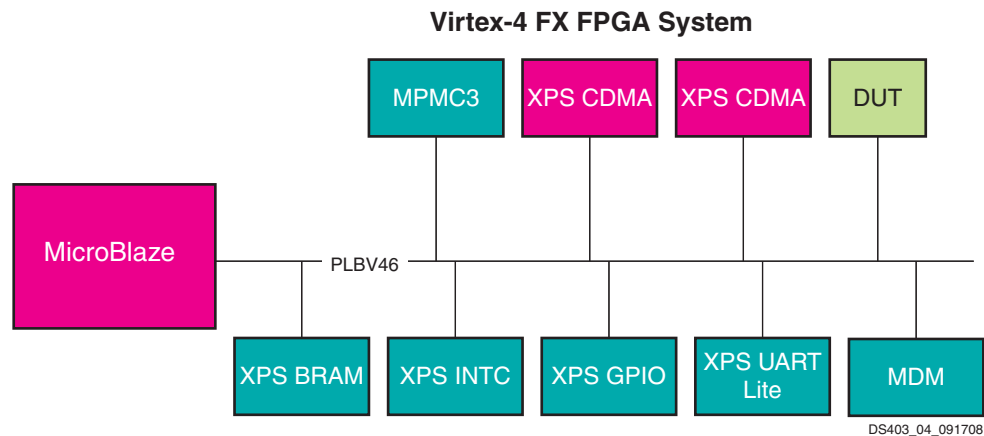 Virtex-4 FX FPGA System
MPMC3
XPS CDMA
XPS CDMA
DUT
MicroBlaze
PLBV46
XPS BRAM
XPS INTC
XPS GPIO
XPS UART
Lite
MDM
DS403_04_091708